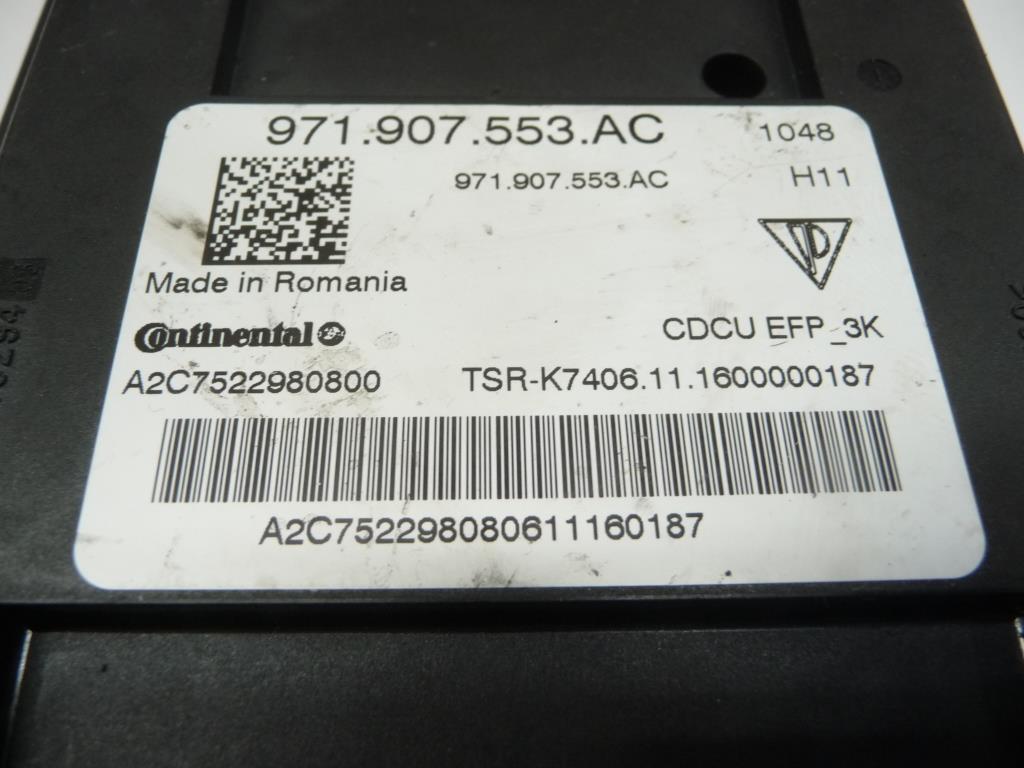 971.907.553.AC 1048
971.907.553.AC H11
Made in Romania
Continental CDCU EFP_3K
A2C7522980800 TSR-K7406.11.1600000187
A2C752298080611160187